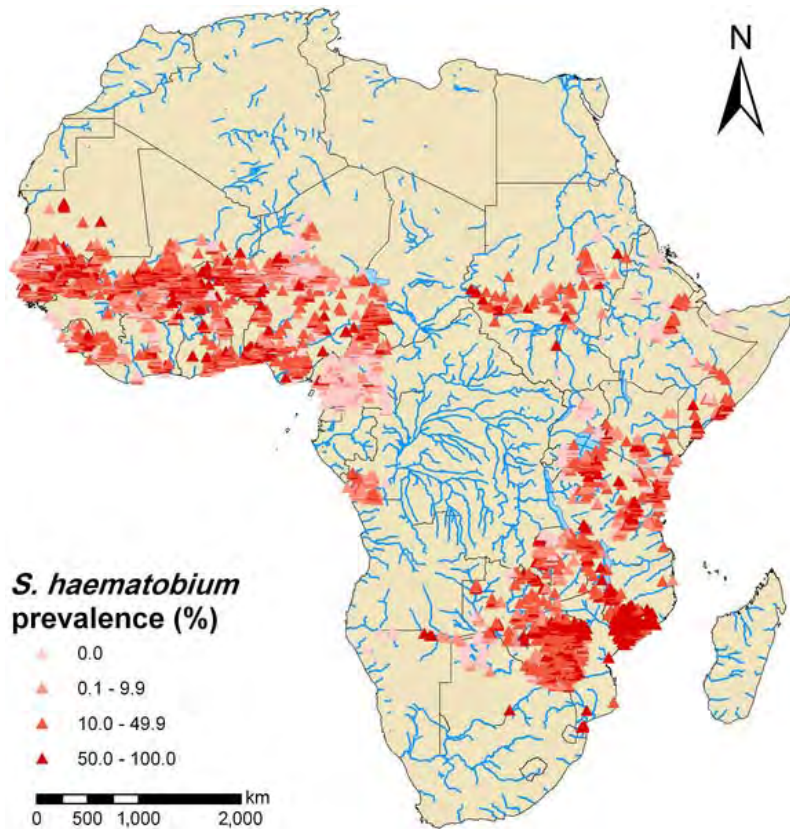 N
S. haematobium
prevalence (%)
0.0
0.1 - 9.9
10.0 - 49.9
50.0 - 100.0
km
0 500 1,000 2,000